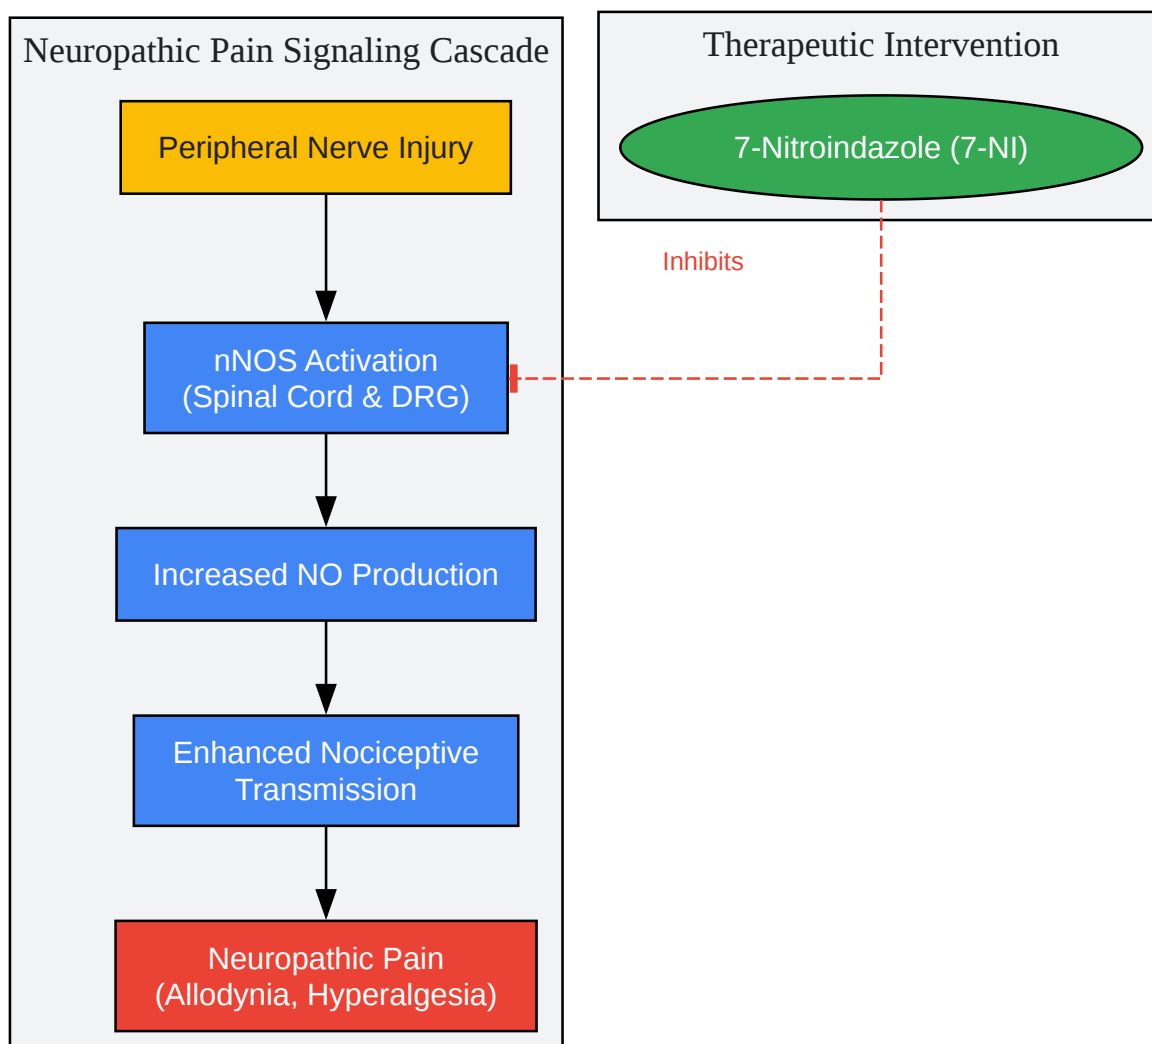 Neuropathic Pain Signaling Cascade
Peripheral Nerve Injury
nNOS Activation
(Spinal Cord & DRG)
Increased NO Production
Enhanced Nociceptive
Transmission
Neuropathic Pain
(Allodynia, Hyperalgesia)
Therapeutic Intervention
7-Nitroindazole (7-NI)
Inhibits